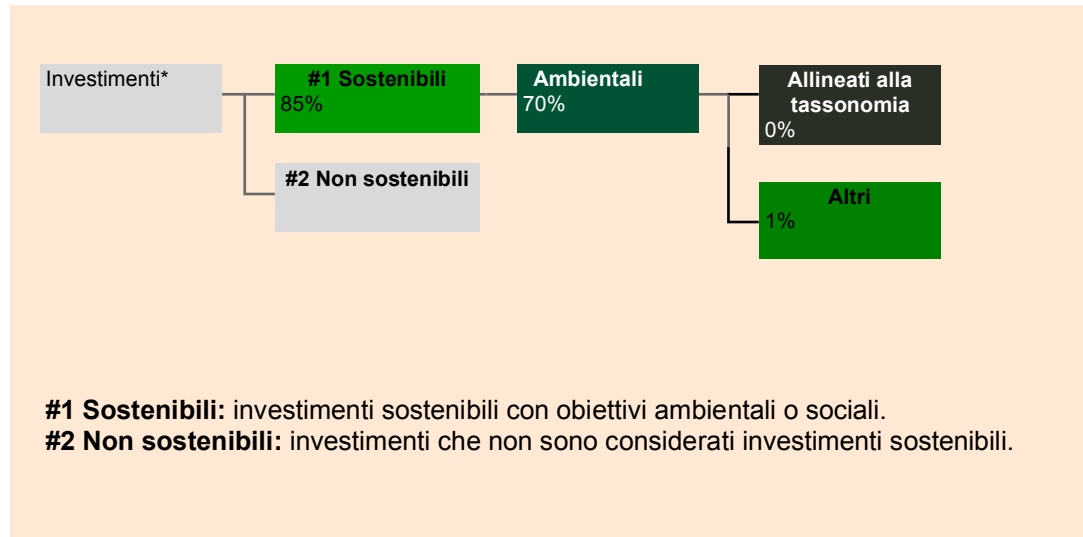 Investimenti*
#1 Sostenibili
85%
Ambientali
70%
Allineati alla
tassonomia
0%
#2 Non sostenibili
Altri
1%
#1 Sostenibili: investimenti sostenibili con obiettivi ambientali o sociali.
#2 Non sostenibili: investimenti che non sono considerati investimenti sostenibili.